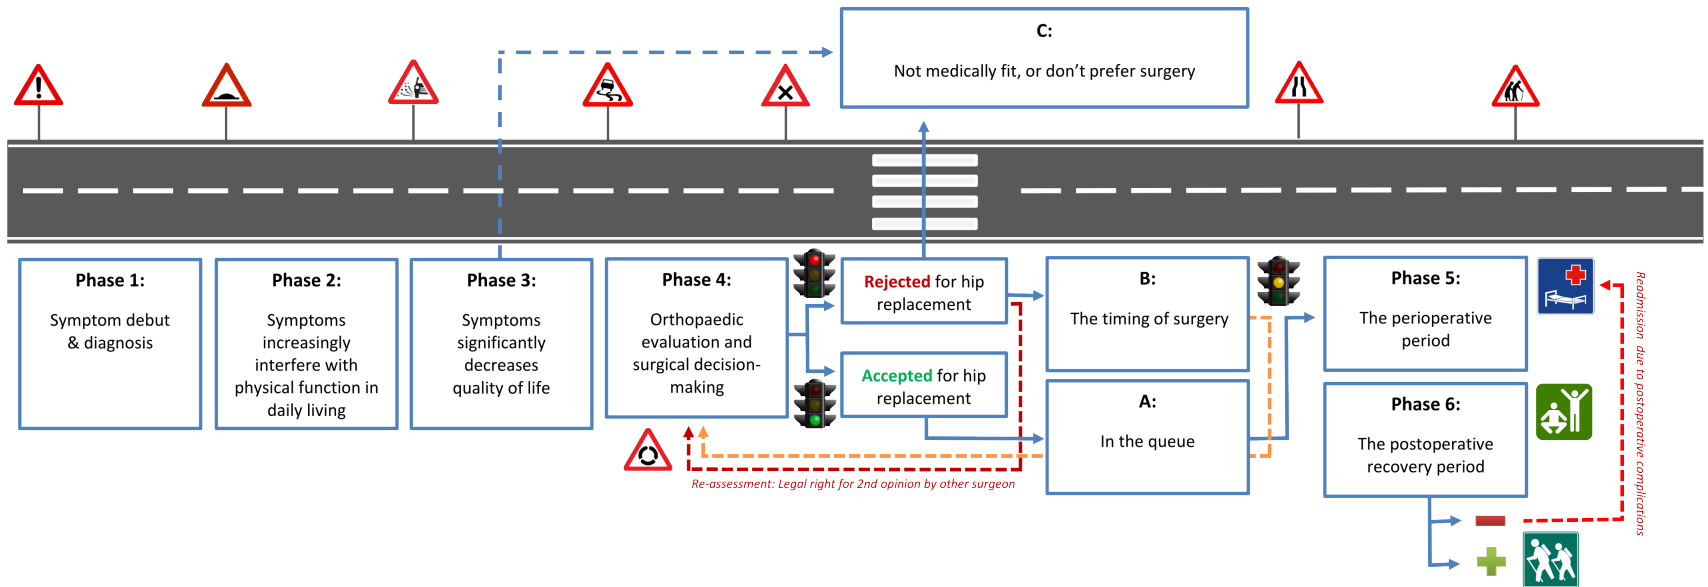 C:
Not medically fit, or don't prefer surgery
Phase 1:
Symptom debut
& diagnosis
Phase 2:
Symptoms
increasingly
interfere with
physical function in
daily living
Phase 3:
Symptoms
significantly
decreases
quality of life
Phase 4:
Orthopaedic
evaluation and
surgical decision-
making
Rejected for hip
replacement
Accepted for hip
replacement
B:
The timing of surgery
A:
In the queue
Re-assessment: Legal right for 2nd opinion by other surgeon
Phase 5:
The perioperative
period
Phase 6:
The postoperative
recovery period
Readmission due to postoperative complications